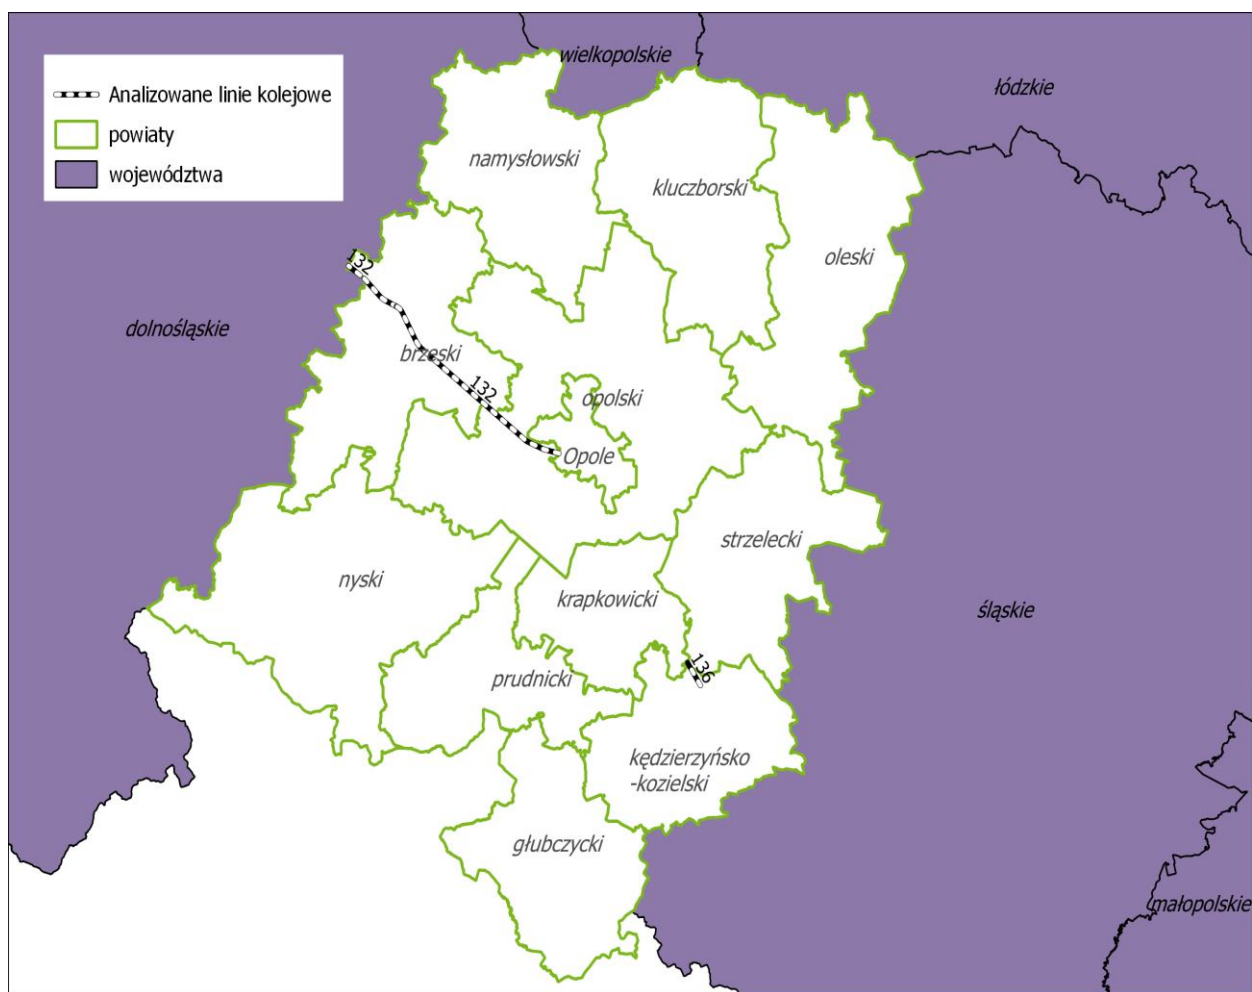 Analizowane linie kolejowe
powiaty
województwa
wielkopolskie
łódzkie
namysłowski
kluczborski
oleski
132
dolnośląskie
brzeski
132
opolski
Opole
strzelecki
nyski
krapkowicki
śląskie
136
prudnicki
kędzierzyńsko
-kozielski
głubczycki
małopolskie